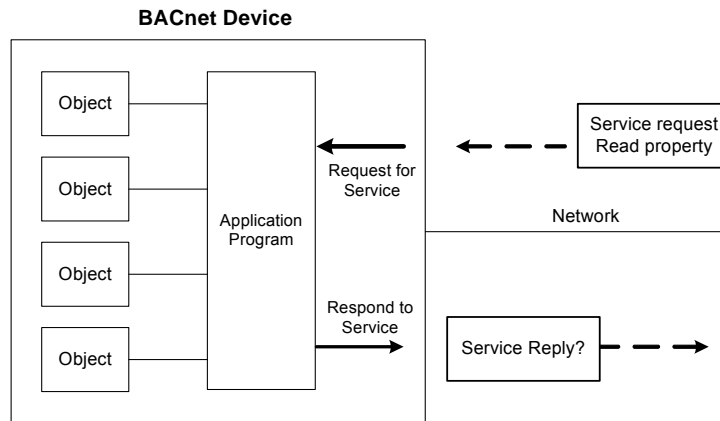 BACnet Device
Object
Object
Object
Object
Application
Program
Request for
Service
Respond to
Service
Service request
Read property
Network
Service Reply?